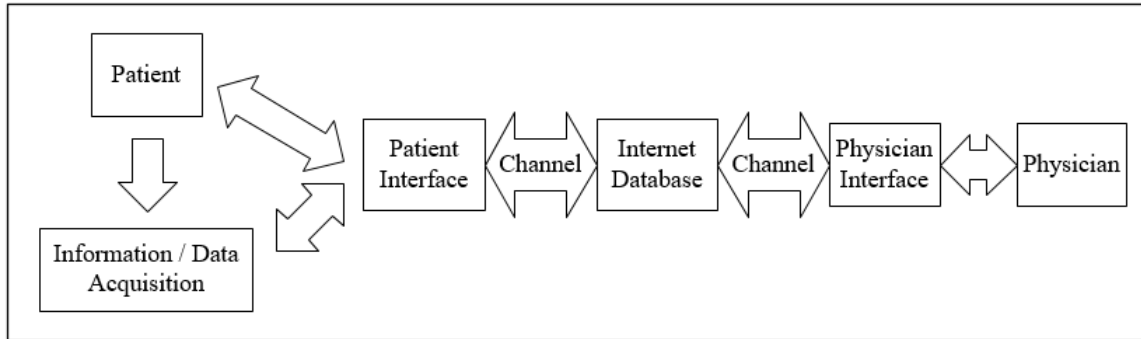 Patient
Information / Data
Acquisition
Patient
Interface
Channel
Internet
Database
Channel
Physician
Interface
Physician